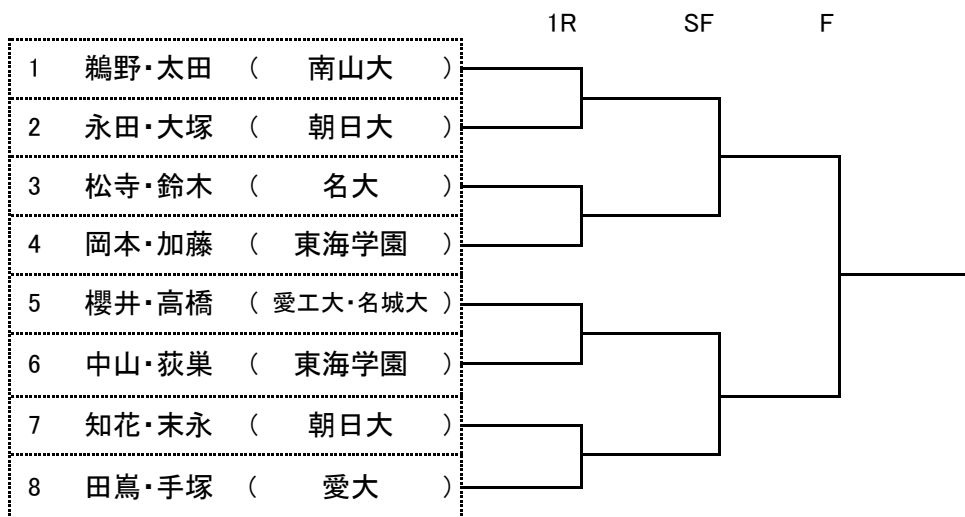 1R SF F
1 鵜野・太田 ( 南山大 )
2 永田・大塚 ( 朝日大 )
3 松寺・鈴木 ( 名大 )
4 岡本・加藤 ( 東海学園 )
5 櫻井・高橋 ( 愛工大・名城大 )
6 中山・荻巣 ( 東海学園 )
7 知花・末永 ( 朝日大 )
8 田嶌・手塚 ( 愛大 )